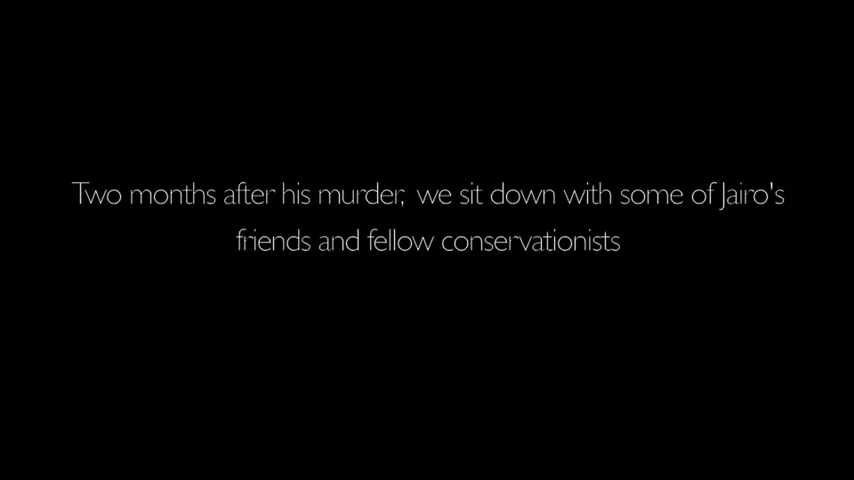 Two months after his murder, we sit down with some of Jairo's
friends and fellow conservationists